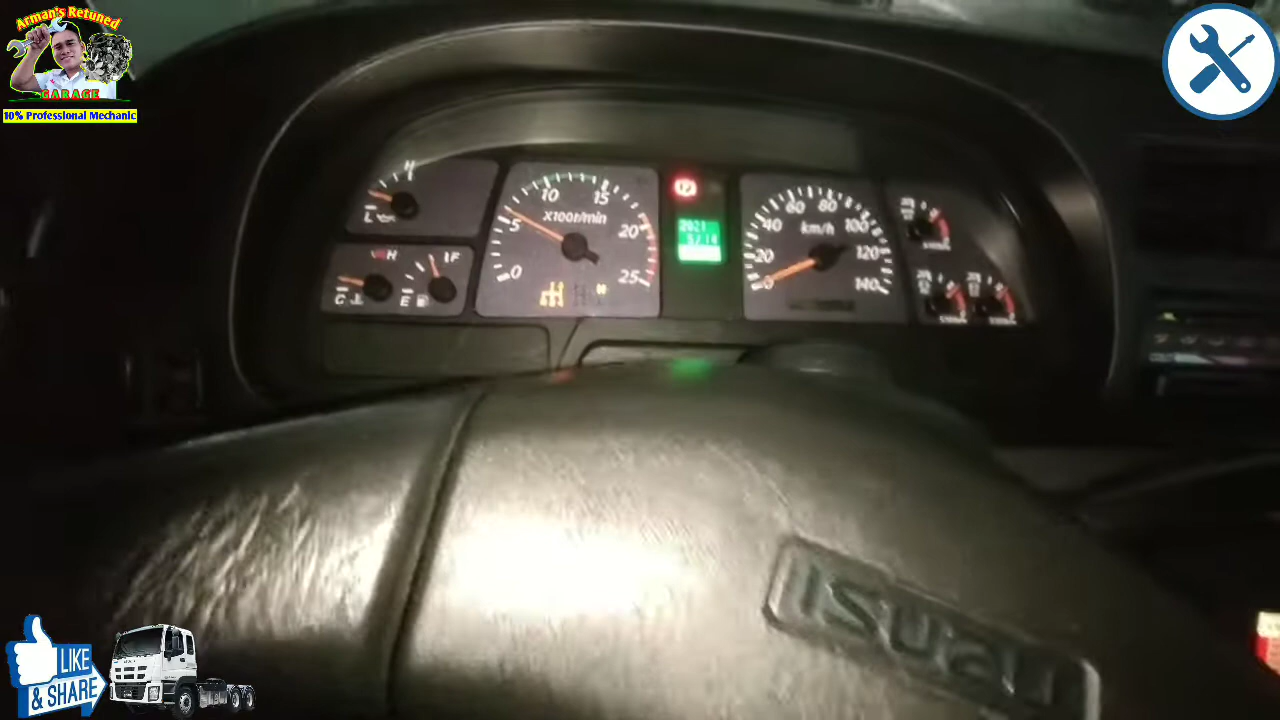 Arman's Retuned
GARAGE
10% Professional Mechanic
H
L
H
C
F
E
0
5
10
15
20
25
X100r/min
2021
0
20
40
60
80
100
120
140
km/h
ISUZU
LIKE
& SHARE